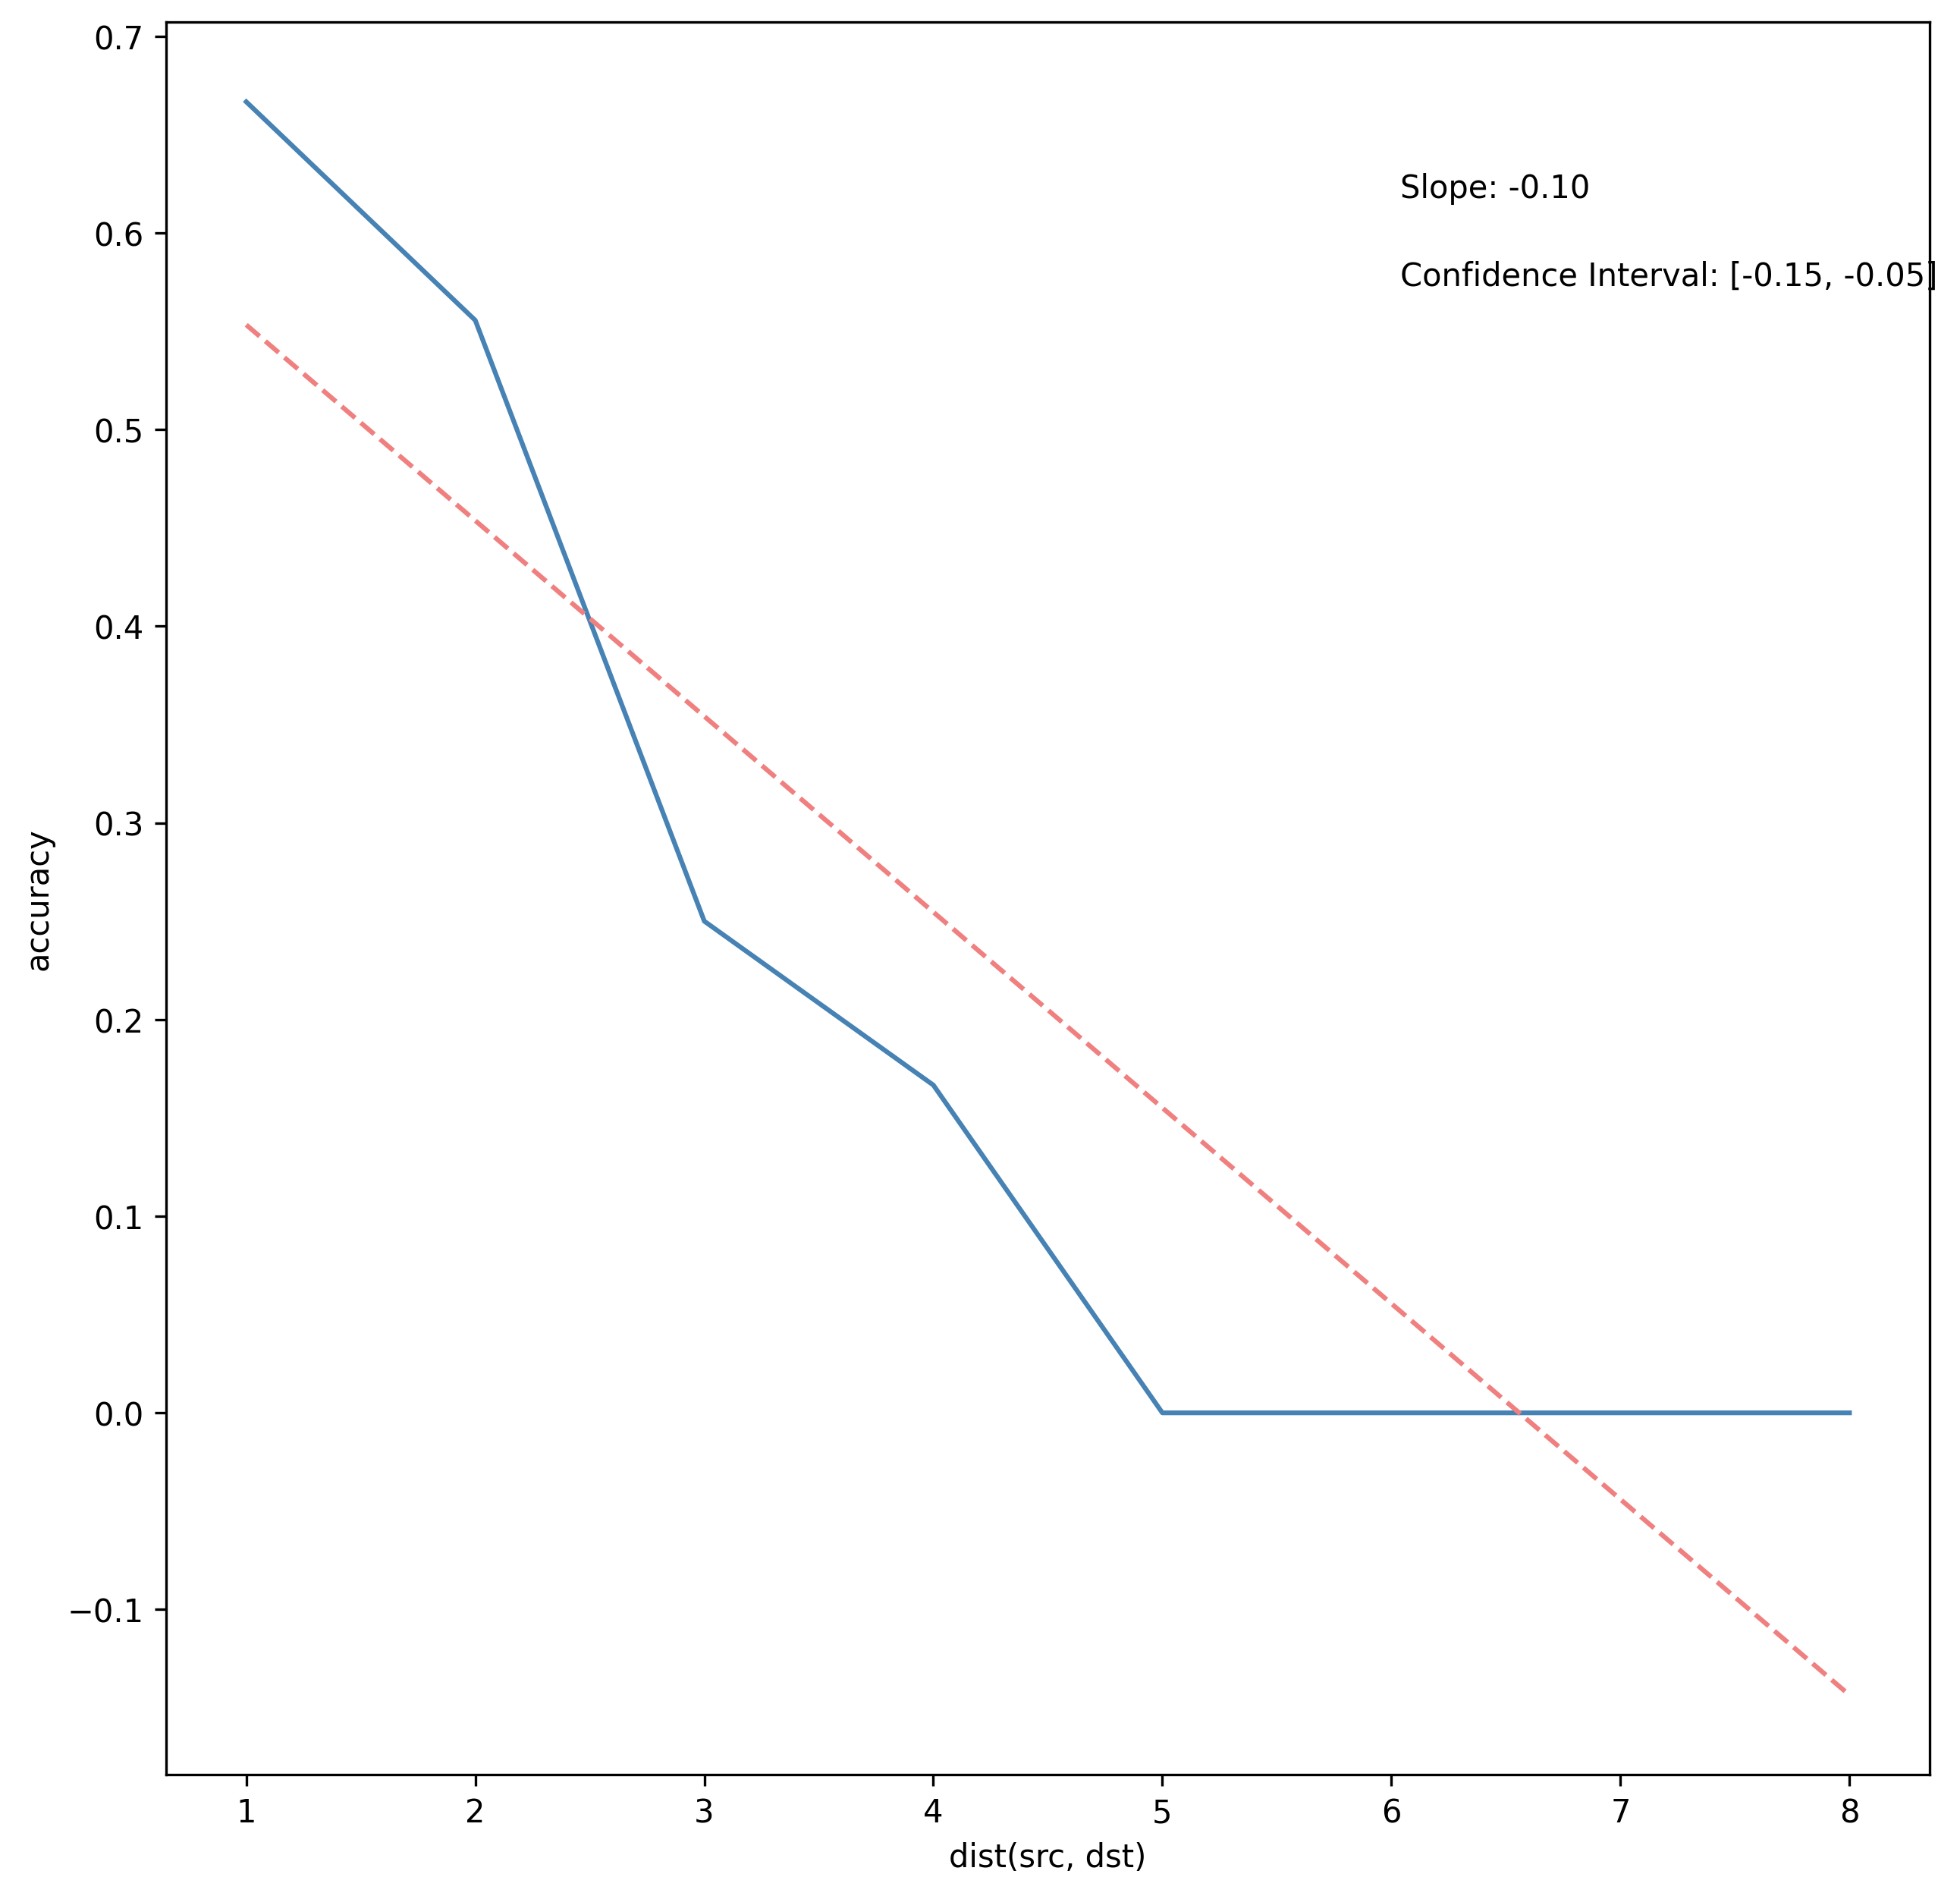 0.7
0.6
0.5
0.4
0.3
0.2
0.1
0.0
−0.1
accuracy
Slope: -0.10
Confidence Interval: [-0.15, -0.05]
1 2 3 4 5 6 7 8
dist(src, dst)